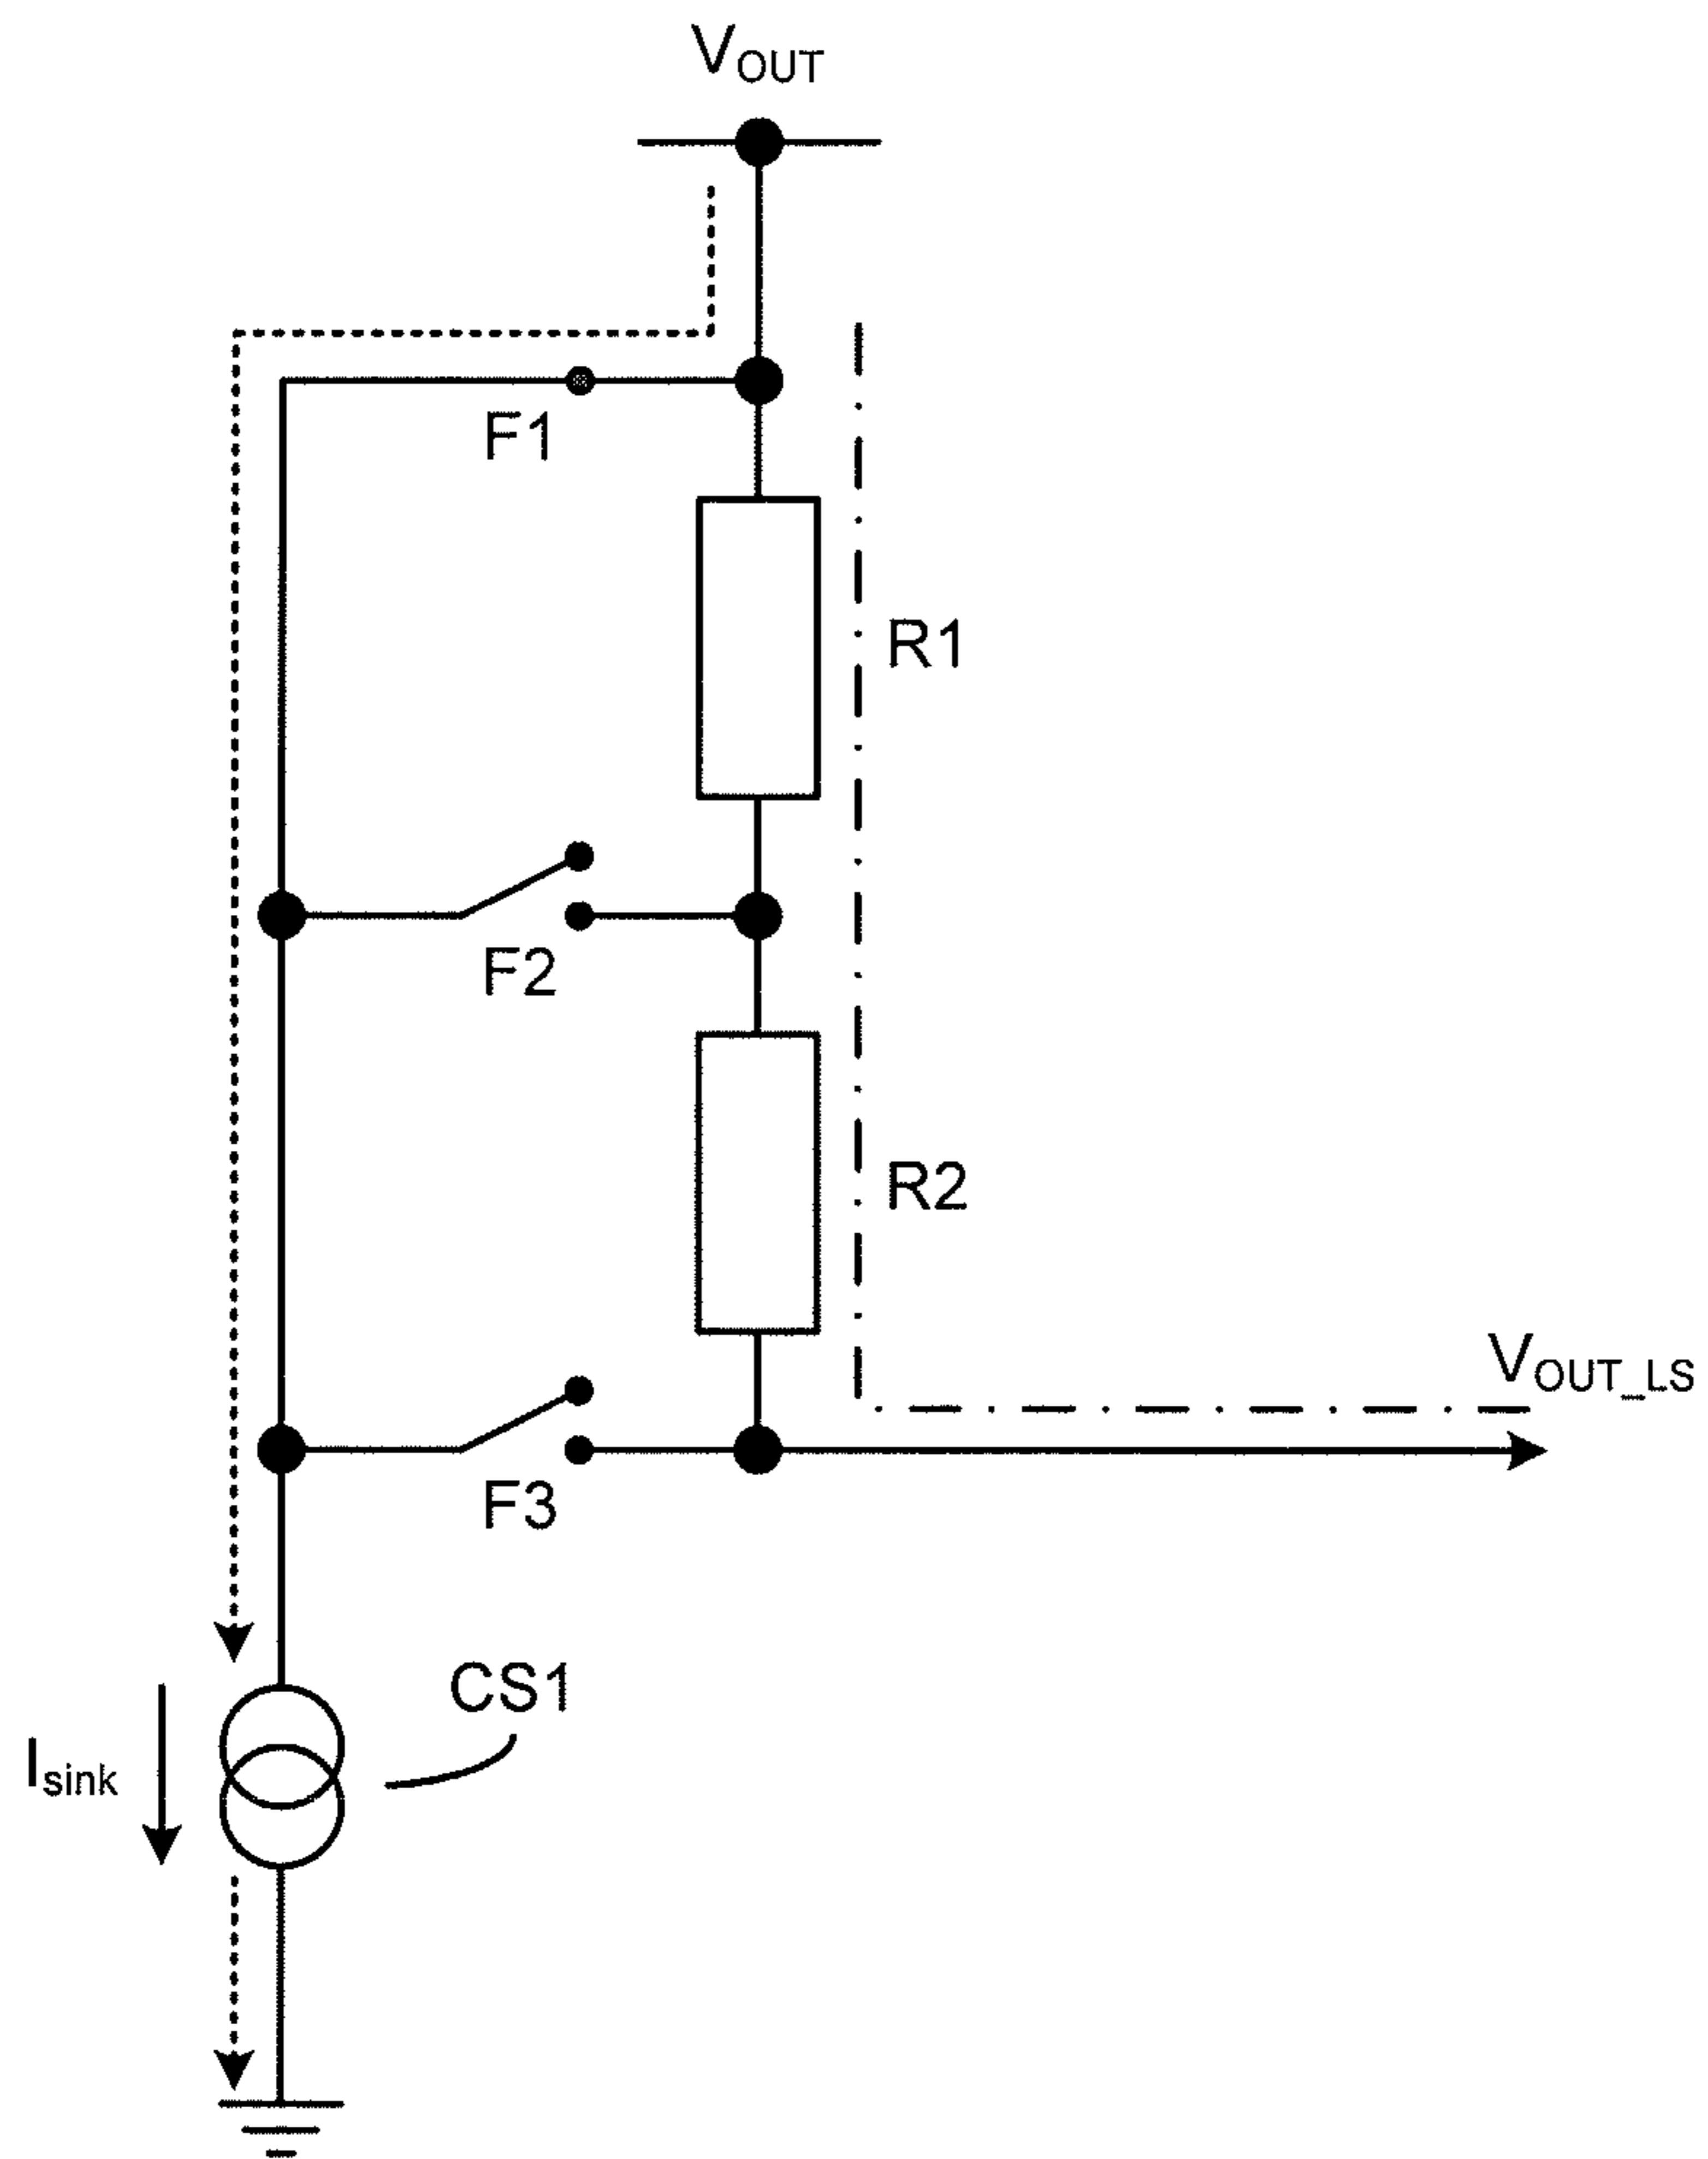 VOUT
F1
R1
F2
R2
VOUT_LS
F3
CS1
Isink